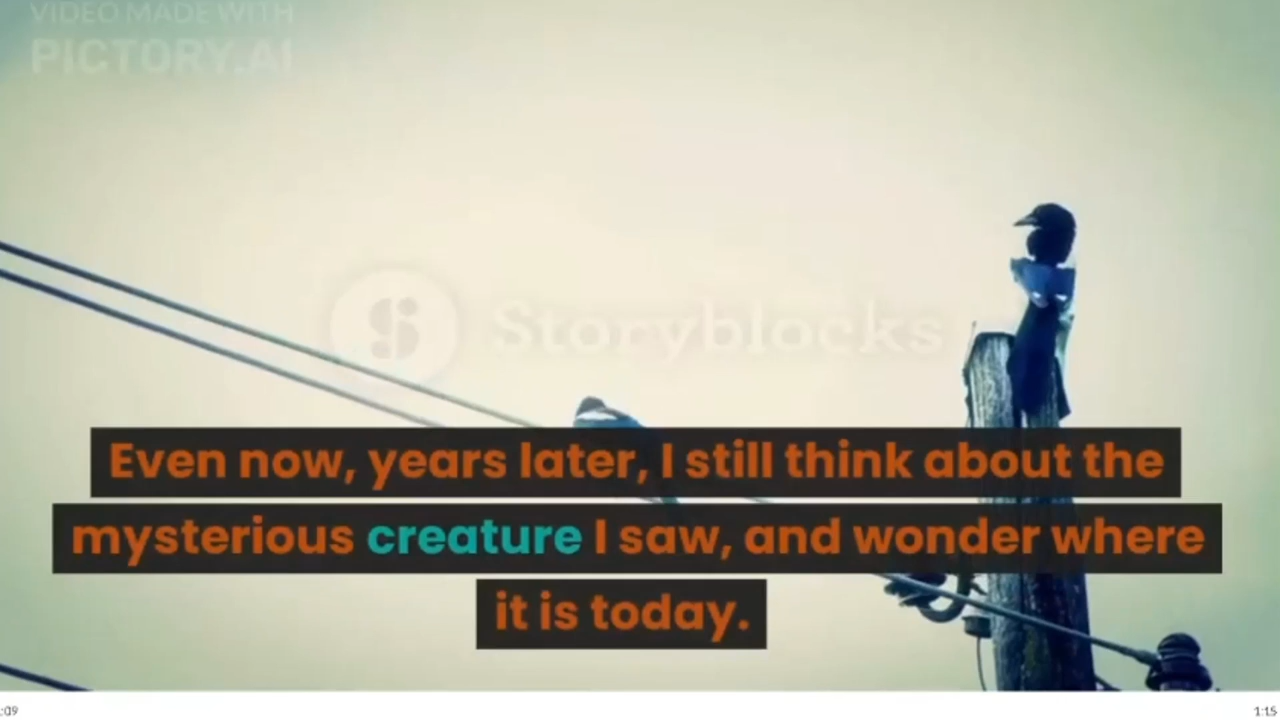 VIDEO MADE WITH
PICTORY.AI
Storyblocks
Even now, years later, I still think about the
mysterious creature I saw, and wonder where
it is today.
:09
1:15